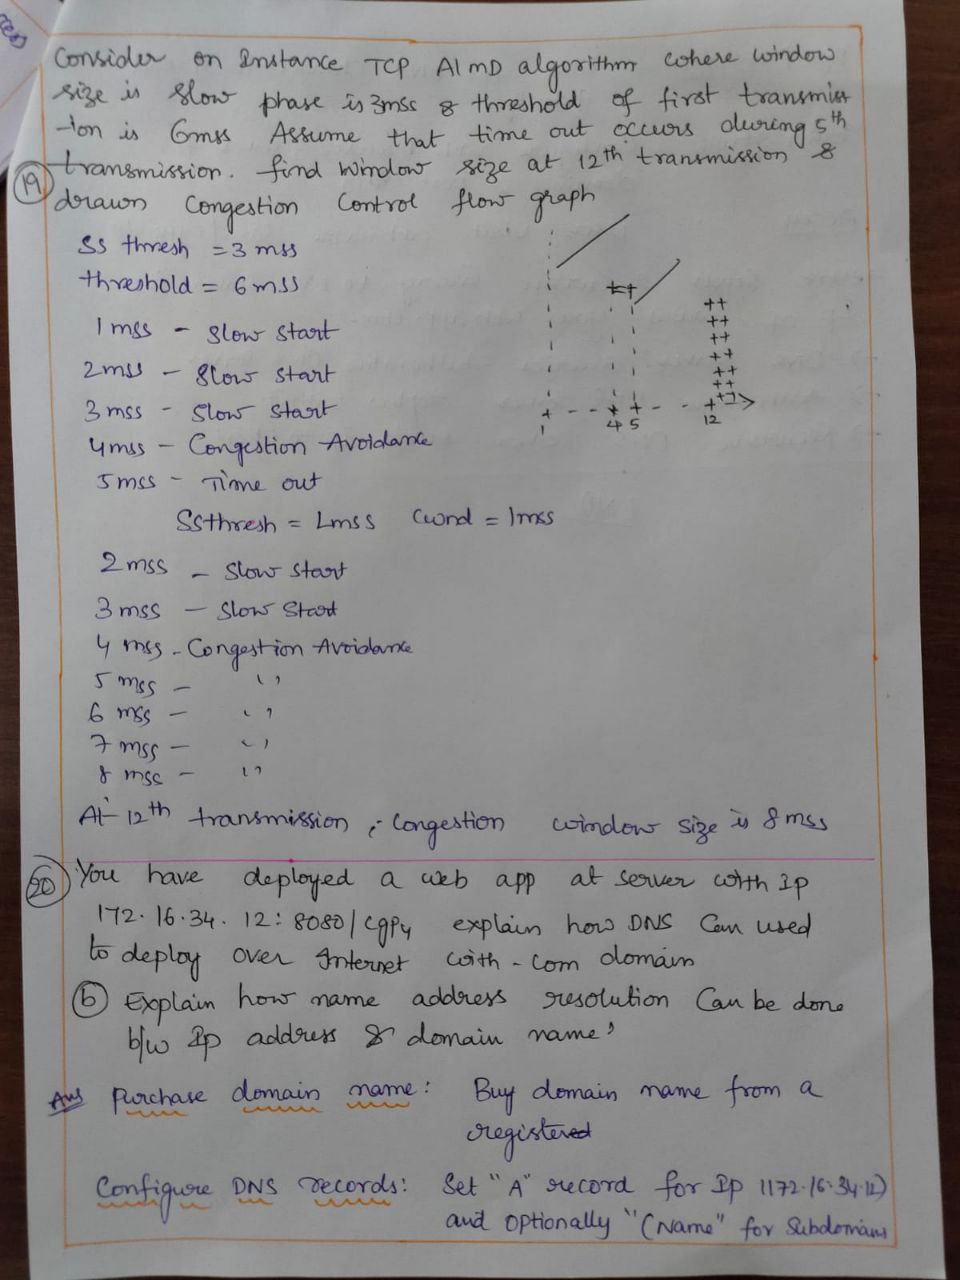 Consider on Instance TCP AIMD algorithm where window
size is slow phase is 3mss & threshold of first transmiss
-ion is 6mss Assume that time out occurs during 5th
transmission. find window size at 12th transmission &
19 drawn Congestion Control flow graph
SS thresh = 3 mss
threshold = 6 mss
1 mss - Slow start
2 mss - Slow start
3 mss - Slow start
4mss - Congestion Avoidance
5 mss - Time out
SSthresh = 2mss Cwnd = 1mss
2 mss - Slow start
3 mss - Slow Start
4 mss - Congestion Avoidance
5 mss - ''
6 mss - ''
7 mss - ''
8 mss - ''
1 4 5 12
At 12th transmission, Congestion window size is 8 mss
20 You have deployed a web app at server with Ip
172.16.34.12:8080/ explain how DNS Can used
to deploy over Internet with -com domain
b Explain how name address resolution Can be done
b/w Ip address & domain name?
Ans Purchase domain name: Buy domain name from a
registered
Configure DNS records: Set "A" record for Ip (172.16.34.12)
and optionally "CName" for Subdomains